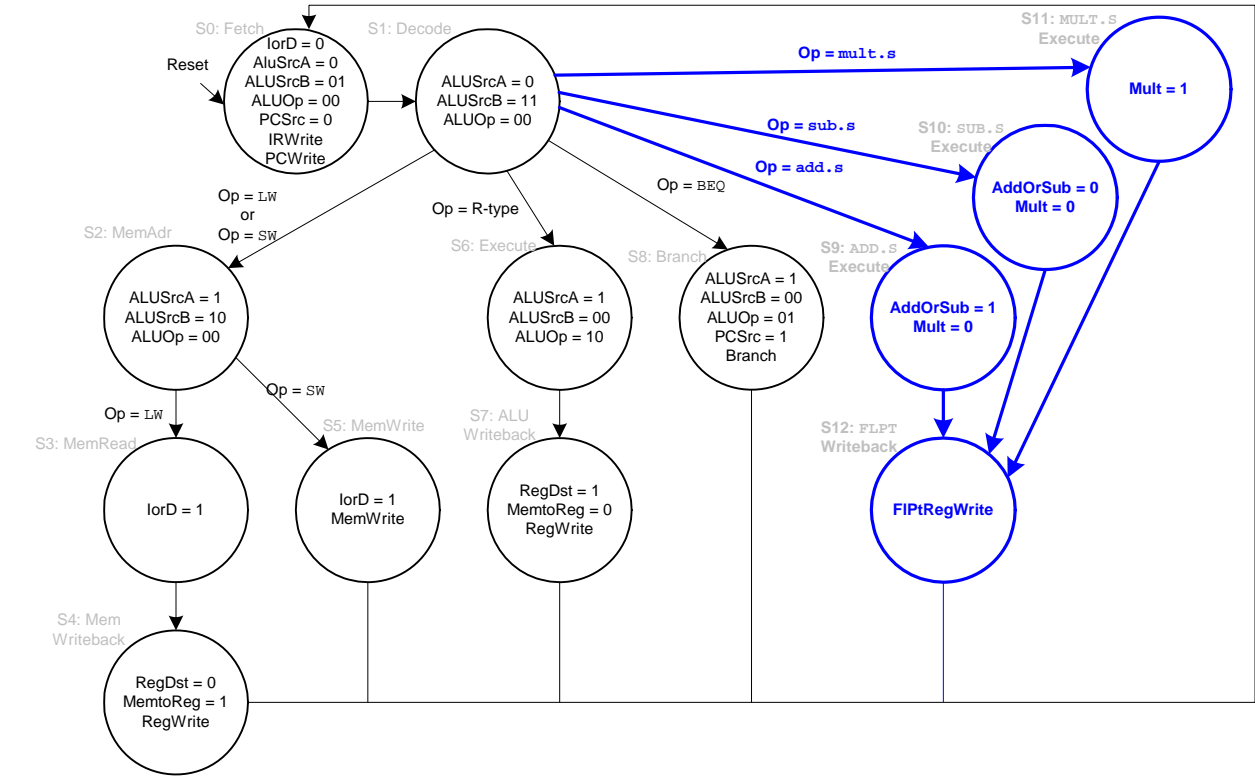 S0: Fetch
S1: Decode
S11: MULT.s
Execute
Reset
IorD = 0
AluSrcA = 0
ALUSrcB = 01
ALUOp = 00
PCSrc = 0
IRWrite
PCWrite
ALUSrcA = 0
ALUSrcB = 11
ALUOp = 00
Op = mult.s
Mult = 1
Op = sub.s
S10: SUB.s
Execute
Op = add.s
AddOrSub = 0
Mult = 0
Op = LW
or
Op = SW
Op = R-type
Op = BEQ
S2: MemAdr
S6: Execute
S8: Branch
S9: ADD.s
Execute
ALUSrcA = 1
ALUSrcB = 10
ALUOp = 00
ALUSrcA = 1
ALUSrcB = 00
ALUOp = 10
ALUSrcA = 1
ALUSrcB = 00
ALUOp = 01
PCSrc = 1
Branch
AddOrSub = 1
Mult = 0
Op = LW
Op = SW
S3: MemRead
S5: MemWrite
S7: ALU
Writeback
S12: FLPT
Writeback
IorD = 1
IorD = 1
MemWrite
RegDst = 1
MemtoReg = 0
RegWrite
FlPtRegWrite
S4: Mem
Writeback
RegDst = 0
MemtoReg = 1
RegWrite